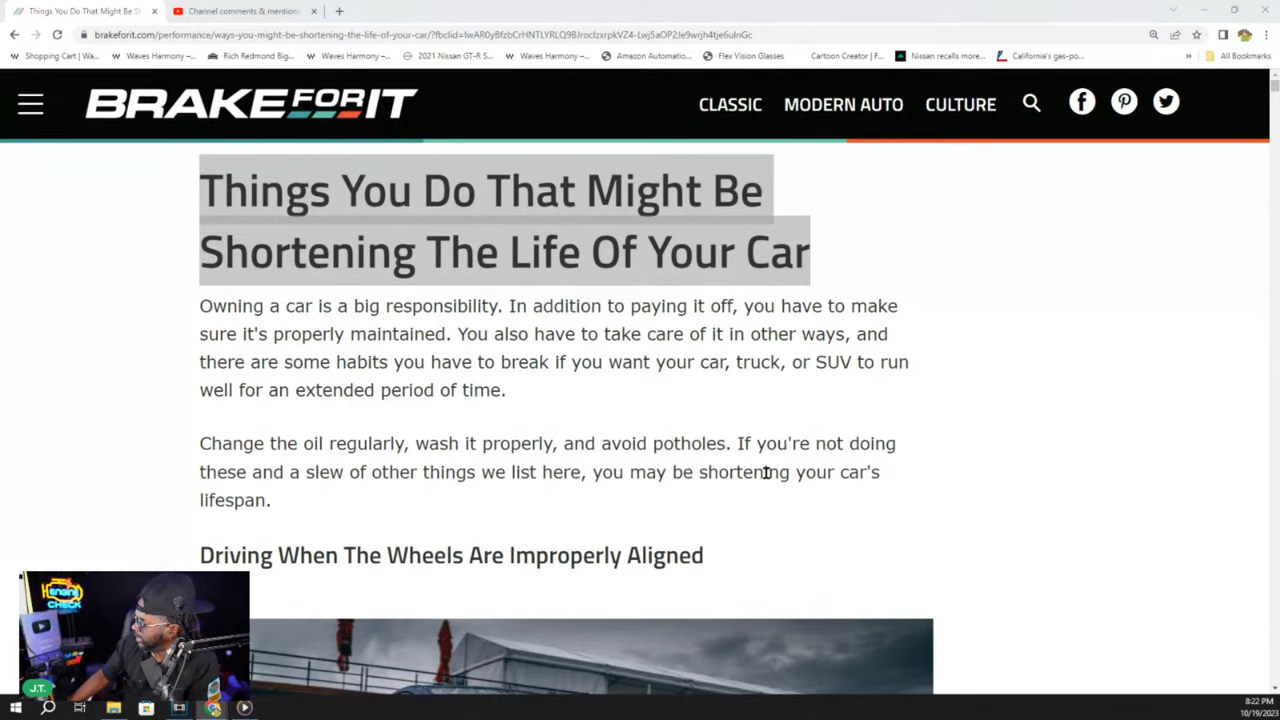 Things You Do That Might Be S
Channel comments & mention
brakeforit.com/performance/ways-you-might-be-shortening-the-life-of-your-car/?fbclid=IwAR0yBfzbCrHNTLYRLQ9BJrocIzxrpkVZ4-Lwj5aOP2Je9wrjh4tje6uInGc
Shopping Cart | Wa... Waves Harmony –... Rich Redmond Big... Waves Harmony –... 2021 Nissan GT-R S... Waves Harmony –... Amazon Automatio... Flex Vision Glasses Cartoon Creator | F... Nissan recalls more... California's gas-po... » All Bookmarks
BRAKE FOR IT CLASSIC MODERN AUTO CULTURE
Things You Do That Might Be
Shortening The Life Of Your Car
Owning a car is a big responsibility. In addition to paying it off, you have to make
sure it's properly maintained. You also have to take care of it in other ways, and
there are some habits you have to break if you want your car, truck, or SUV to run
well for an extended period of time.
Change the oil regularly, wash it properly, and avoid potholes. If you're not doing
these and a slew of other things we list here, you may be shortening your car's
lifespan.
Driving When The Wheels Are Improperly Aligned
ENGINE
CHECK
J.T.
8:22 PM
10/19/2023